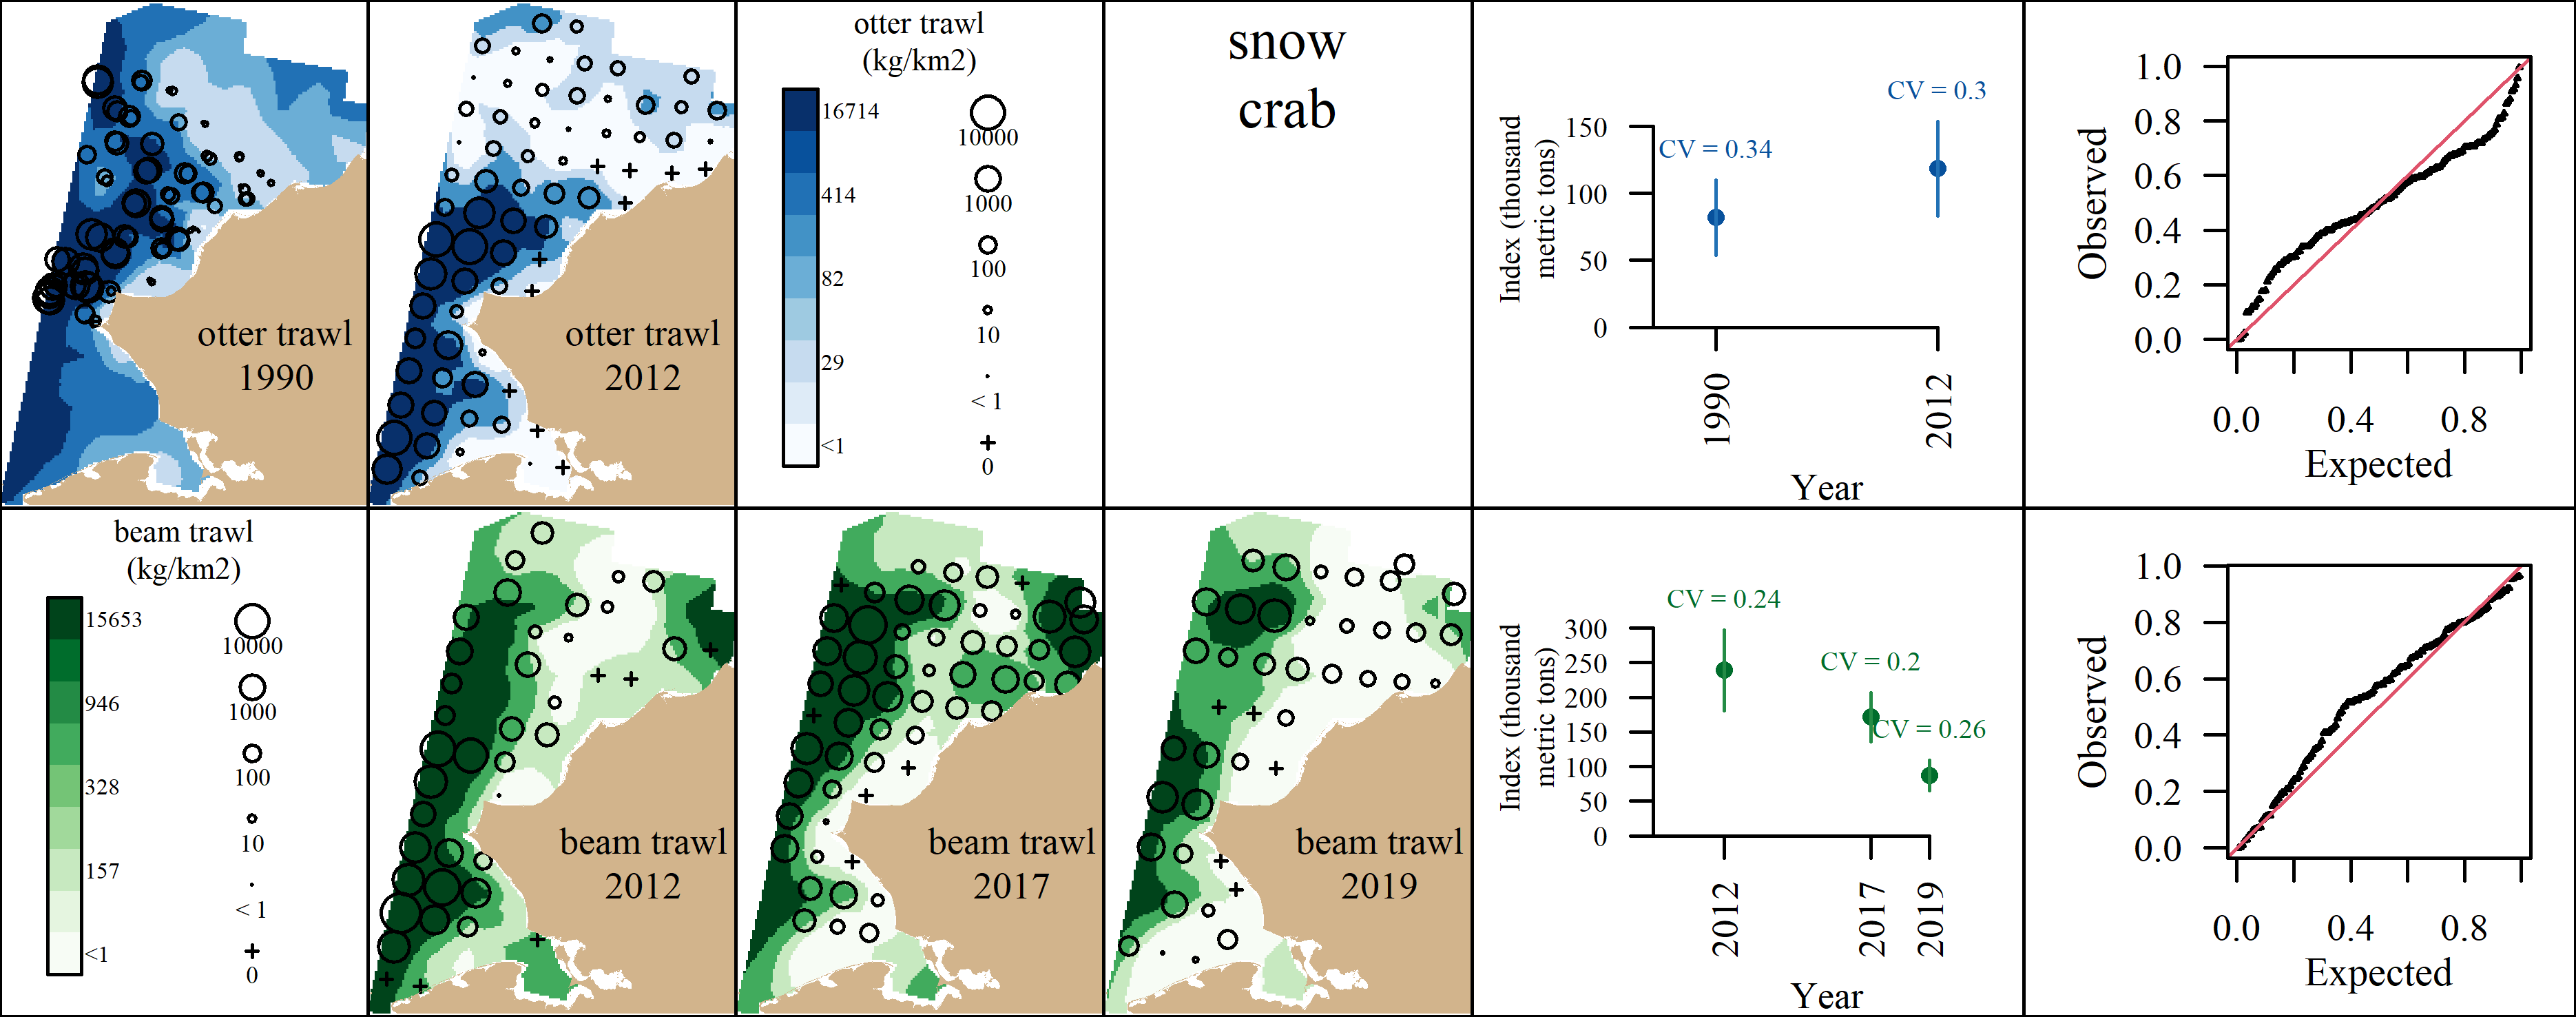 otter trawl
1990
otter trawl
2012
otter trawl
(kg/km2)
16714
414
82
29
<1
10000
1000
100
10
< 1
0
snow
crab
Index (thousand
metric tons)
150
100
50
0
CV = 0.34
CV = 0.3
1990
2012
Year
Observed
1.0
0.8
0.6
0.4
0.2
0.0
0.0 0.4 0.8
Expected
beam trawl
(kg/km2)
15653
946
328
157
<1
10000
1000
100
10
< 1
0
beam trawl
2012
beam trawl
2017
beam trawl
2019
Index (thousand
metric tons)
300
250
200
150
100
50
0
CV = 0.24
CV = 0.2
CV = 0.26
2012
2017
2019
Year
Observed
1.0
0.8
0.6
0.4
0.2
0.0
0.0 0.4 0.8
Expected